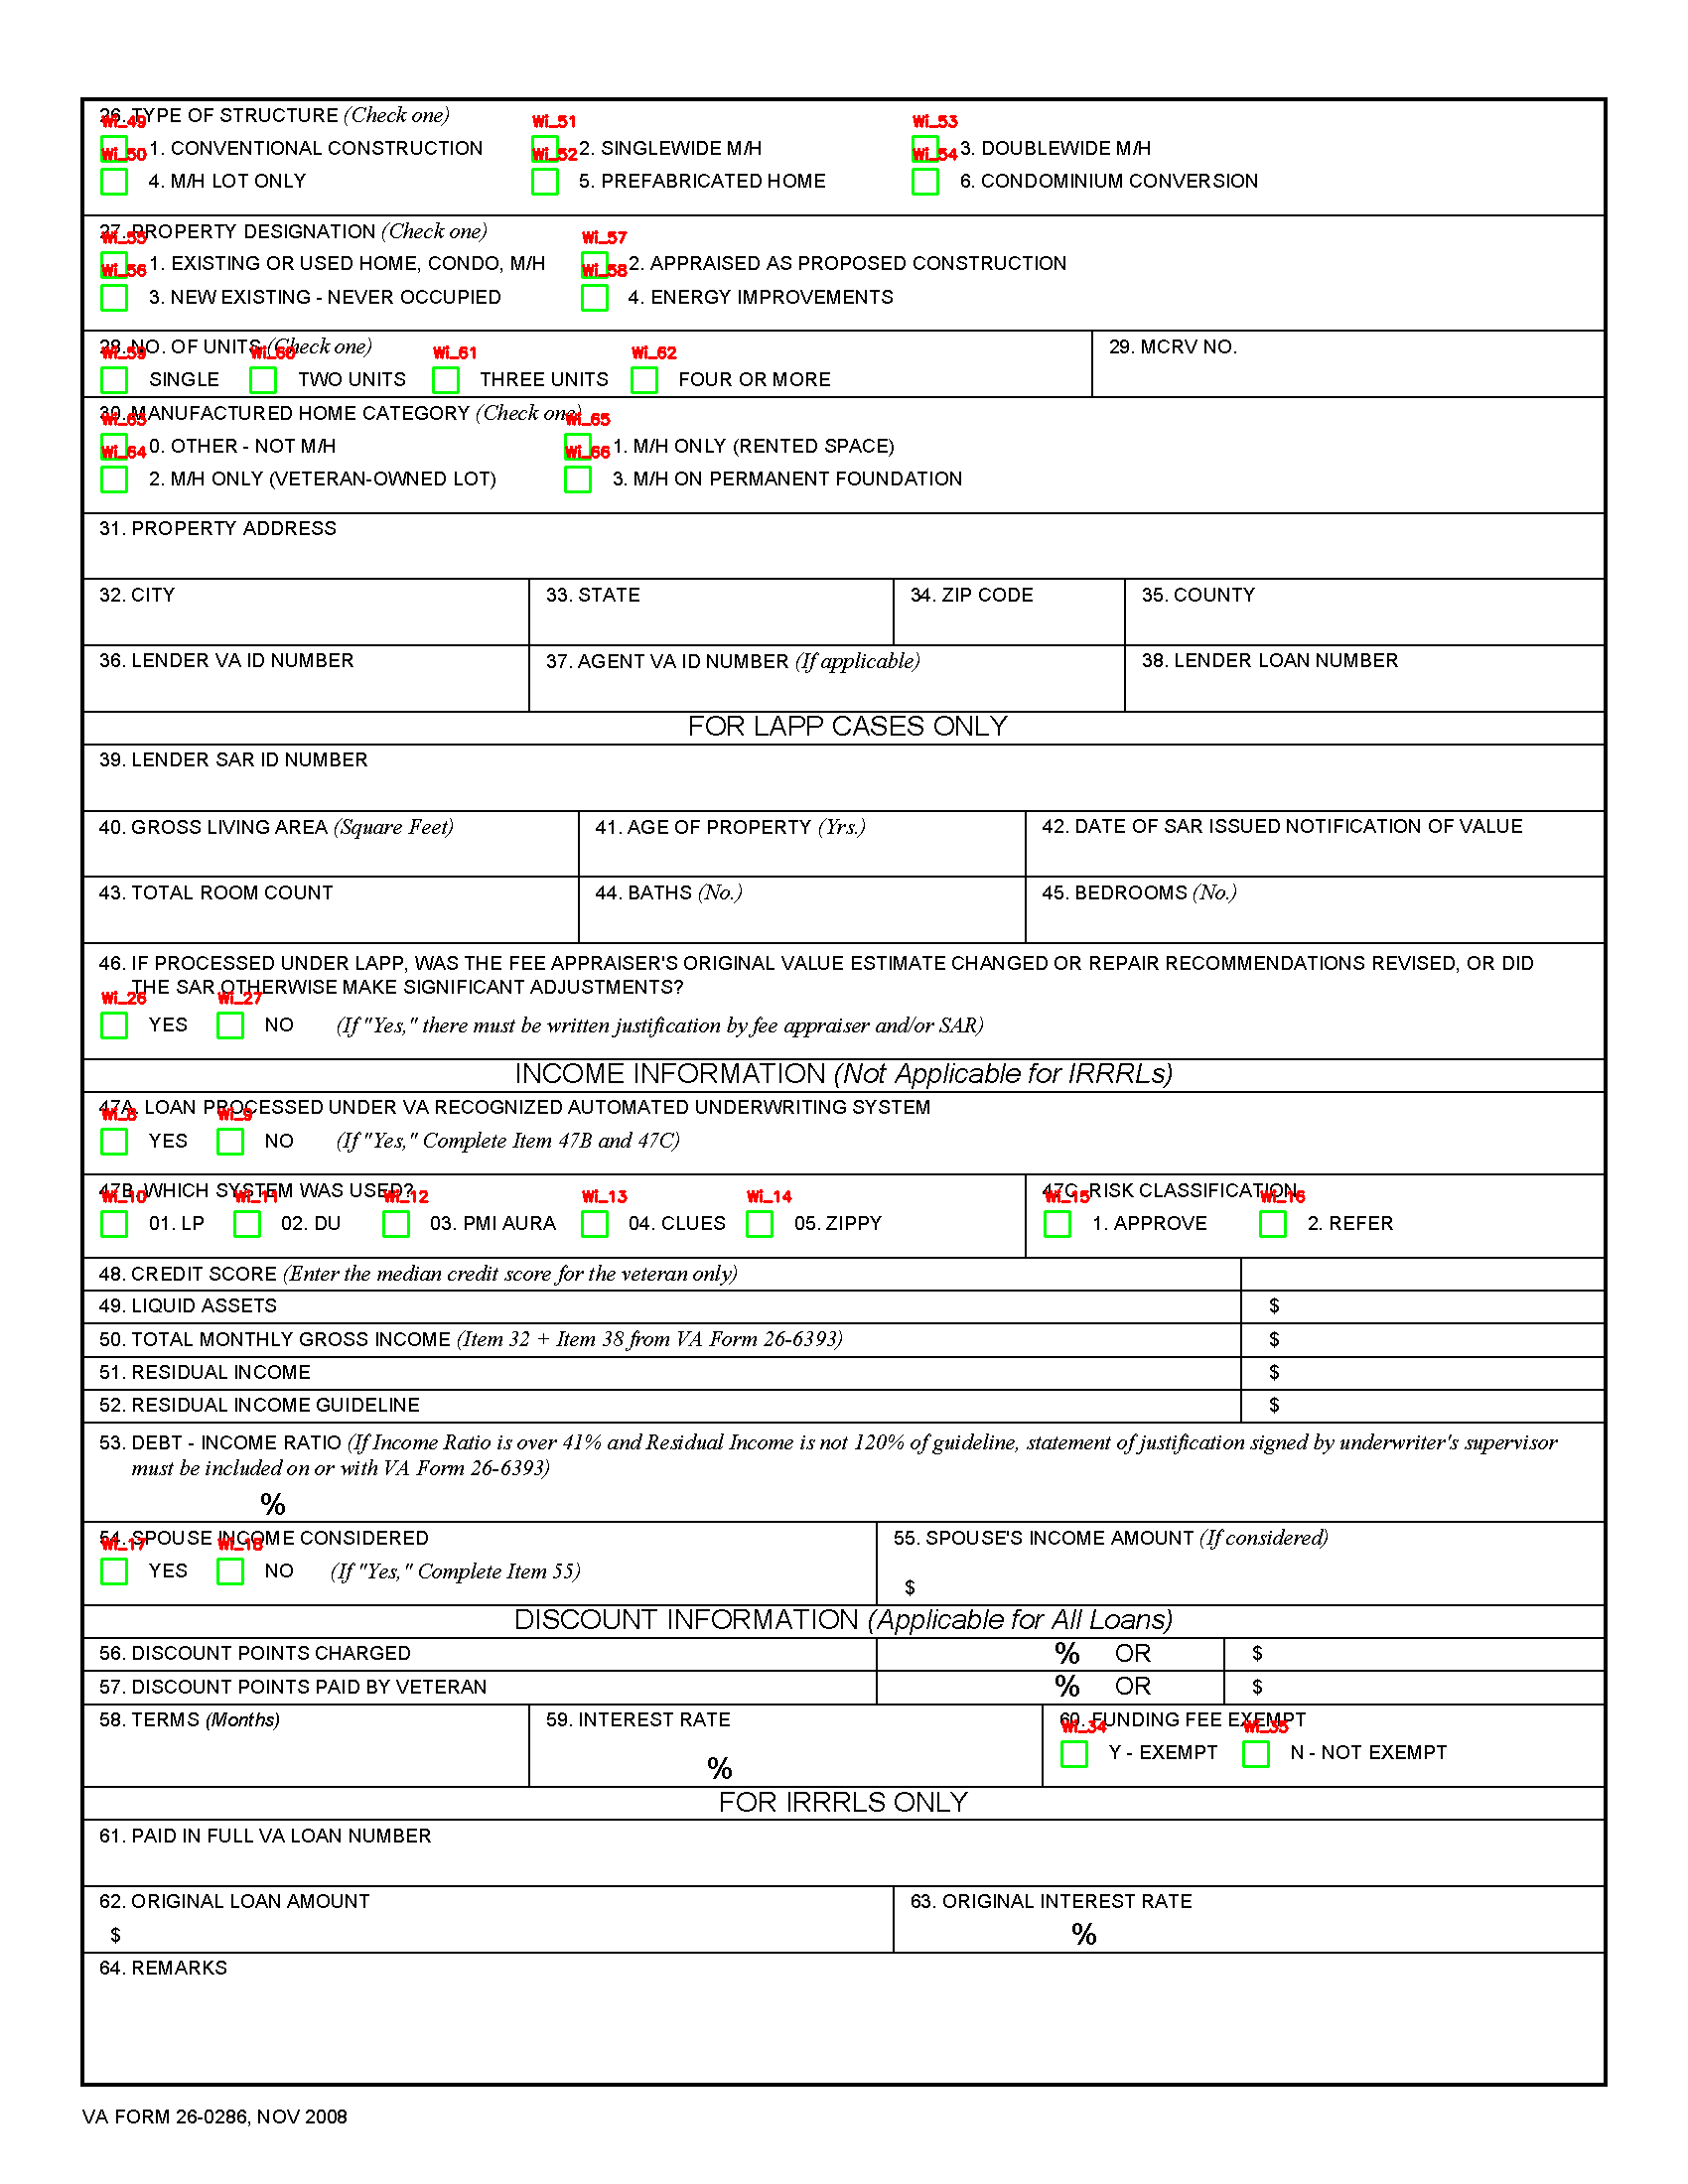 26. TYPE OF STRUCTURE (Check one)
Wi_49 Wi_51 Wi_53
1. CONVENTIONAL CONSTRUCTION 2. SINGLEWIDE M/H 3. DOUBLEWIDE M/H
Wi_50 Wi_52 Wi_54
4. M/H LOT ONLY 5. PREFABRICATED HOME 6. CONDOMINIUM CONVERSION
27. PROPERTY DESIGNATION (Check one)
Wi_55 Wi_57
1. EXISTING OR USED HOME, CONDO, M/H 2. APPRAISED AS PROPOSED CONSTRUCTION
Wi_56 Wi_58
3. NEW EXISTING - NEVER OCCUPIED 4. ENERGY IMPROVEMENTS
28. NO. OF UNITS (Check one) 29. MCRV NO.
Wi_59 Wi_60 Wi_61 Wi_62
SINGLE TWO UNITS THREE UNITS FOUR OR MORE
30. MANUFACTURED HOME CATEGORY (Check one)
Wi_63 Wi_65
0. OTHER - NOT M/H 1. M/H ONLY (RENTED SPACE)
Wi_64 Wi_66
2. M/H ONLY (VETERAN-OWNED LOT) 3. M/H ON PERMANENT FOUNDATION
31. PROPERTY ADDRESS
32. CITY 33. STATE 34. ZIP CODE 35. COUNTY
36. LENDER VA ID NUMBER 37. AGENT VA ID NUMBER (If applicable) 38. LENDER LOAN NUMBER
FOR LAPP CASES ONLY
39. LENDER SAR ID NUMBER
40. GROSS LIVING AREA (Square Feet) 41. AGE OF PROPERTY (Yrs.) 42. DATE OF SAR ISSUED NOTIFICATION OF VALUE
43. TOTAL ROOM COUNT 44. BATHS (No.) 45. BEDROOMS (No.)
46. IF PROCESSED UNDER LAPP, WAS THE FEE APPRAISER'S ORIGINAL VALUE ESTIMATE CHANGED OR REPAIR RECOMMENDATIONS REVISED, OR DID
THE SAR OTHERWISE MAKE SIGNIFICANT ADJUSTMENTS?
Wi_26 Wi_27
YES NO (If "Yes," there must be written justification by fee appraiser and/or SAR)
INCOME INFORMATION (Not Applicable for IRRRLs)
47A. LOAN PROCESSED UNDER VA RECOGNIZED AUTOMATED UNDERWRITING SYSTEM
Wi_8 Wi_9
YES NO (If "Yes," Complete Item 47B and 47C)
47B. WHICH SYSTEM WAS USED? 47C. RISK CLASSIFICATION
Wi_10 Wi_11 Wi_12 Wi_13 Wi_14 Wi_15 Wi_16
01. LP 02. DU 03. PMI AURA 04. CLUES 05. ZIPPY 1. APPROVE 2. REFER
48. CREDIT SCORE (Enter the median credit score for the veteran only)
49. LIQUID ASSETS $
50. TOTAL MONTHLY GROSS INCOME (Item 32 + Item 38 from VA Form 26-6393) $
51. RESIDUAL INCOME $
52. RESIDUAL INCOME GUIDELINE $
53. DEBT - INCOME RATIO (If Income Ratio is over 41% and Residual Income is not 120% of guideline, statement of justification signed by underwriter's supervisor
must be included on or with VA Form 26-6393)
%
54. SPOUSE INCOME CONSIDERED 55. SPOUSE'S INCOME AMOUNT (If considered)
Wi_17 Wi_18
YES NO (If "Yes," Complete Item 55)
$
DISCOUNT INFORMATION (Applicable for All Loans)
56. DISCOUNT POINTS CHARGED % OR $
57. DISCOUNT POINTS PAID BY VETERAN % OR $
58. TERMS (Months) 59. INTEREST RATE 60. FUNDING FEE EXEMPT
Wi_34 Wi_35
Y - EXEMPT N - NOT EXEMPT
%
FOR IRRRLS ONLY
61. PAID IN FULL VA LOAN NUMBER
62. ORIGINAL LOAN AMOUNT 63. ORIGINAL INTEREST RATE
$ %
64. REMARKS
VA FORM 26-0286, NOV 2008